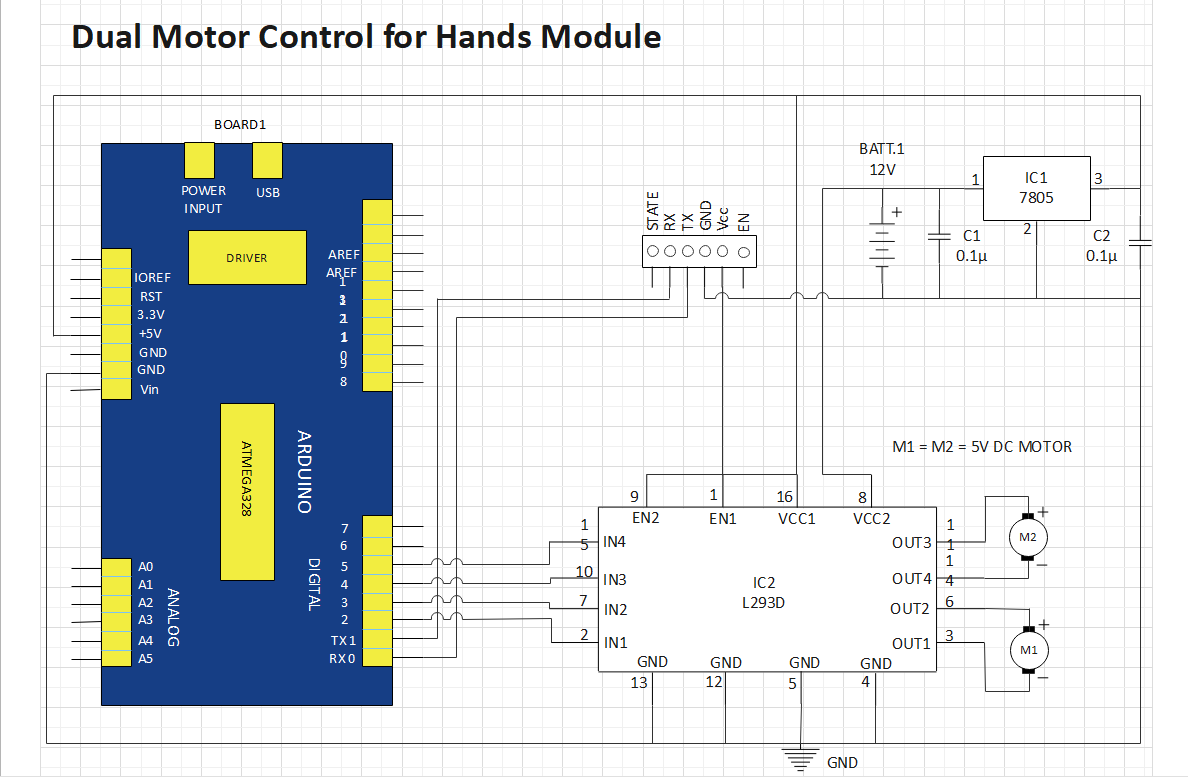 Dual Motor Control for Hands Module
BOARD1
POWER
INPUT
USB
DRIVER
IOREF
RST
3.3V
+5V
GND
GND
Vin
AREF
AREF
1
3
1
2
1
1
1
0
9
8
ATMEGA328
ARDUINO
7
6
5
4
3
2
TX1
RX0
DIGITAL
A0
A1
A2
A3
A4
A5
ANALOG
STATE
RX
TX
GND
Vcc
EN
BATT.1
12V
+
1
IC1
7805
3
2
C1
0.1µ
C2
0.1µ
M1 = M2 = 5V DC MOTOR
9
1
16
8
EN2
EN1
VCC1
VCC2
1
5
IN4
10
IN3
7
IN2
2
IN1
IC2
L293D
OUT3
1
1
OUT4
1
4
OUT2
6
OUT1
3
GND
GND
GND
GND
13
12
5
4
+
M2
−
+
M1
−
GND